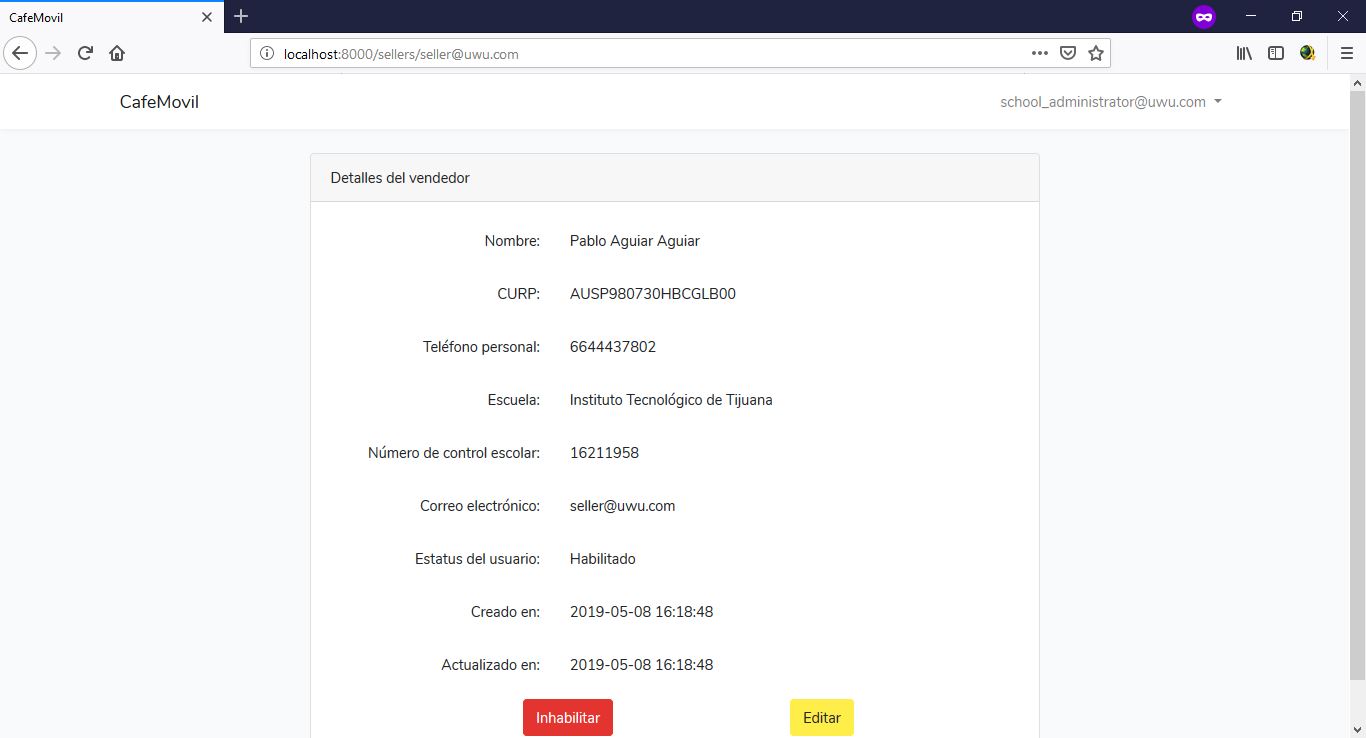 CafeMovil
localhost:8000/sellers/seller@uwu.com
CafeMovil
school_administrator@uwu.com
Detalles del vendedor
Nombre: Pablo Aguiar Aguiar
CURP: AUSP980730HBCGLB00
Teléfono personal: 6644437802
Escuela: Instituto Tecnológico de Tijuana
Número de control escolar: 16211958
Correo electrónico: seller@uwu.com
Estatus del usuario: Habilitado
Creado en: 2019-05-08 16:18:48
Actualizado en: 2019-05-08 16:18:48
Inhabilitar Editar